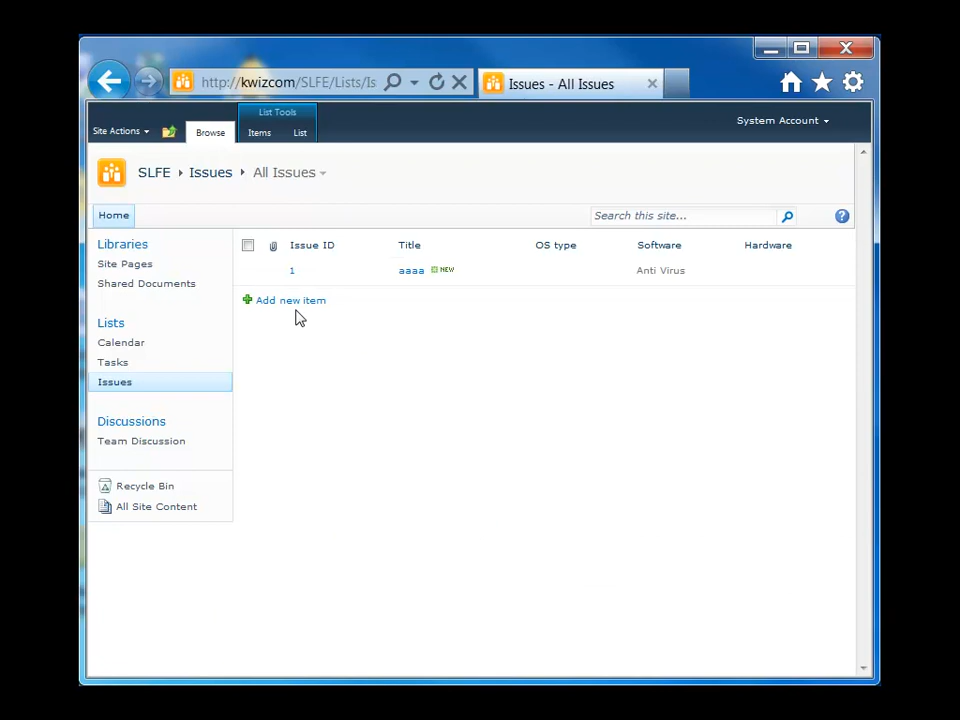 http://kwizcom/SLFE/Lists/Is
Issues - All Issues
List Tools
Site Actions
Browse
Items
List
System Account
SLFE Issues All Issues
Home
Search this site...
Libraries
Site Pages
Shared Documents
Lists
Calendar
Tasks
Issues
Discussions
Team Discussion
Recycle Bin
All Site Content
Issue ID Title OS type Software Hardware
1 aaaa NEW Anti Virus
Add new item